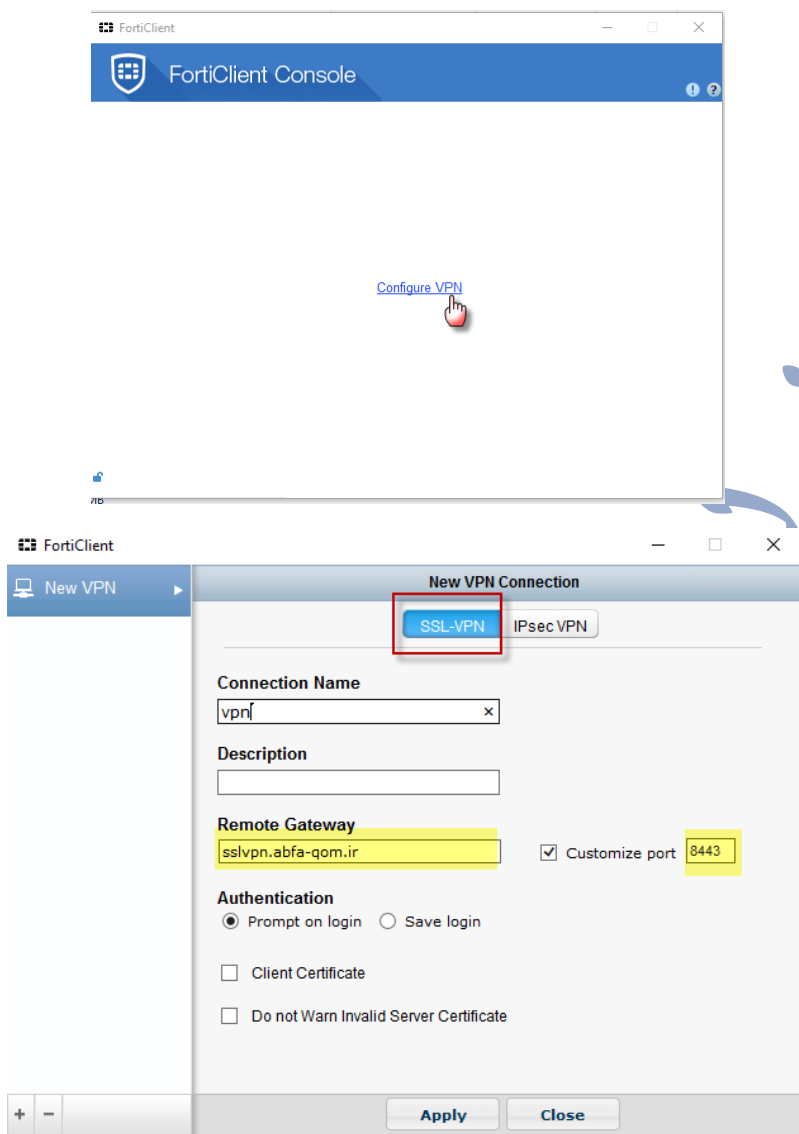 FortiClient
FortiClient Console
Configure VPN
FortiClient
New VPN
New VPN Connection
SSL-VPN IPsec VPN
Connection Name
vpn
Description
Remote Gateway
sslvpn.abfa-qom.ir Customize port 8443
Authentication
Prompt on login Save login
Client Certificate
Do not Warn Invalid Server Certificate
Apply Close